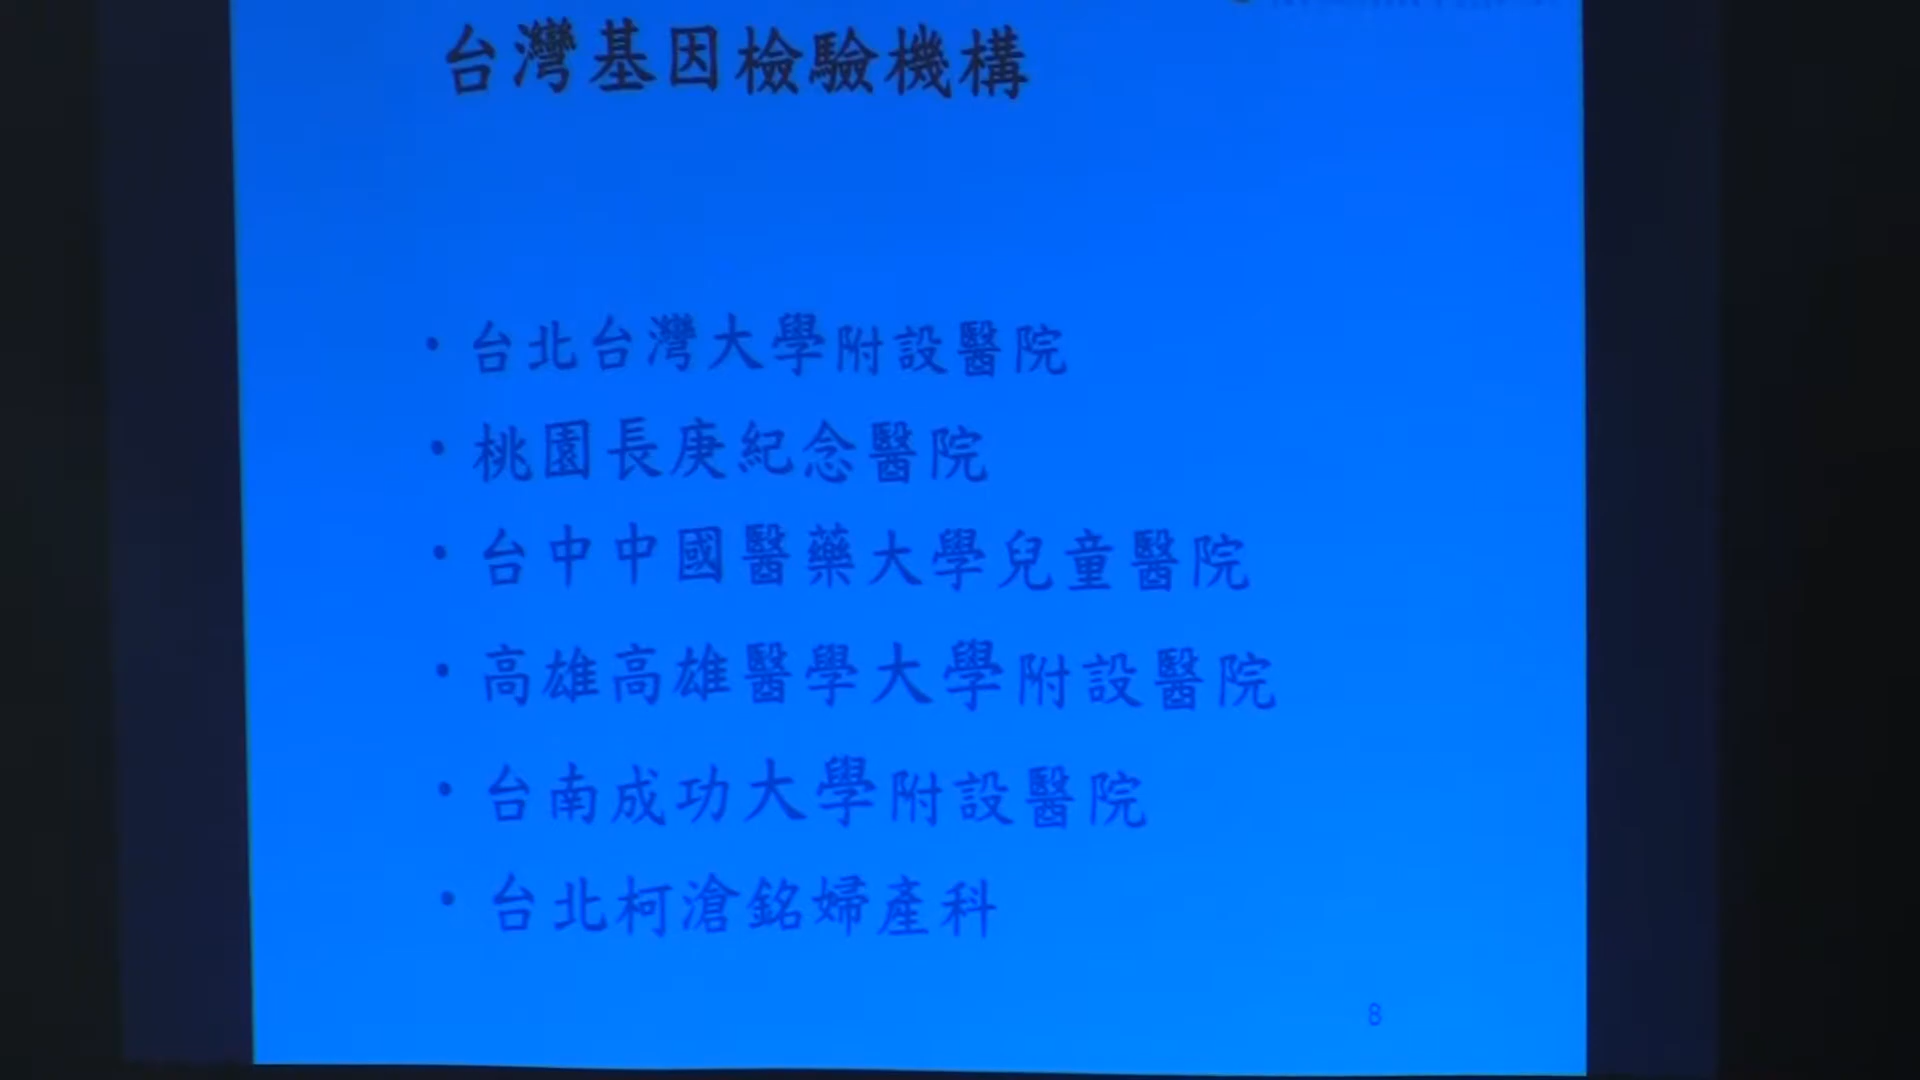 台灣基因檢驗機構
• 台北台灣大學附設醫院
• 桃園長庚紀念醫院
• 台中中國醫藥大學兒童醫院
• 高雄高雄醫學大學附設醫院
• 台南成功大學附設醫院
• 台北柯滄銘婦產科
8